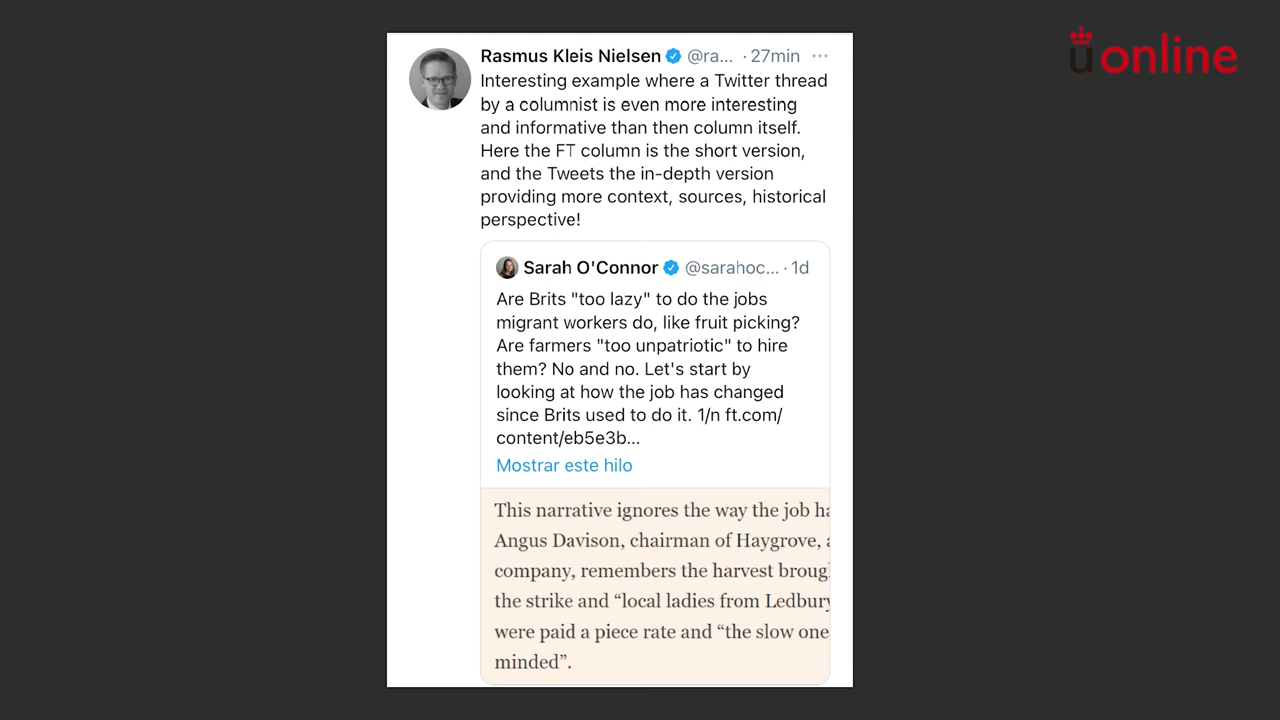 uonline
Rasmus Kleis Nielsen @ra... · 27min ...
Interesting example where a Twitter thread
by a columnist is even more interesting
and informative than then column itself.
Here the FT column is the short version,
and the Tweets the in-depth version
providing more context, sources, historical
perspective!
Sarah O'Connor @sarahoc... · 1d
Are Brits "too lazy" to do the jobs
migrant workers do, like fruit picking?
Are farmers "too unpatriotic" to hire
them? No and no. Let's start by
looking at how the job has changed
since Brits used to do it. 1/n ft.com/
content/eb5e3b...
Mostrar este hilo
This narrative ignores the way the job
Angus Davison, chairman of Haygrove,
company, remembers the harvest
the strike and “local ladies from Ledbury
were paid a piece rate and “the slow one
minded”.